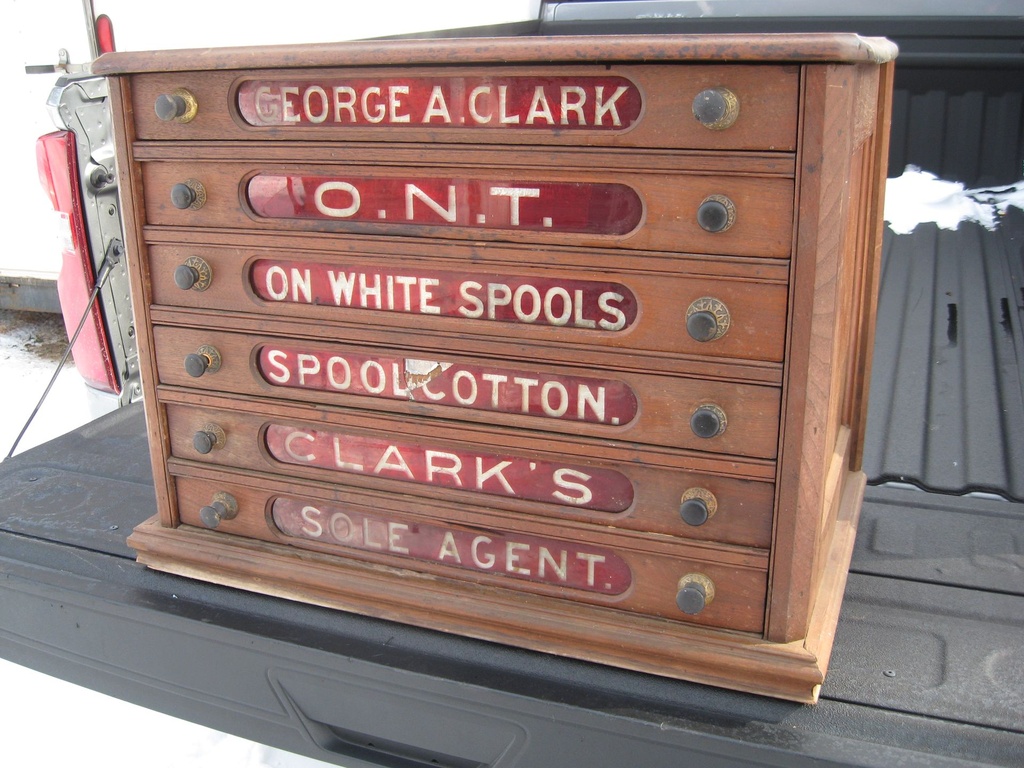 GEORGE A. CLARK
O.N.T.
ON WHITE SPOOLS
SPOOL COTTON.
CLARK'S
SOLE AGENT.